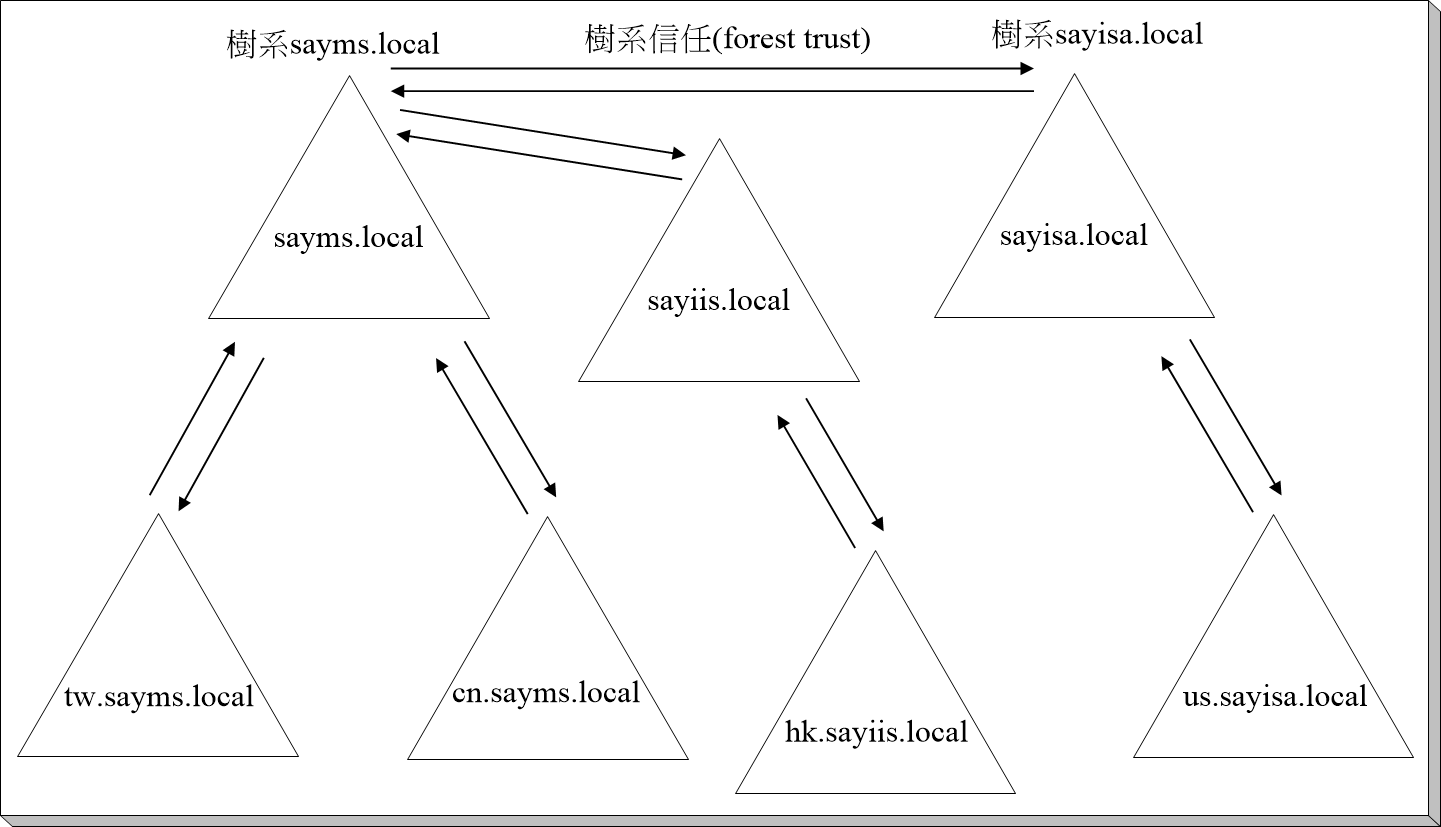 樹系sayms.local
樹系信任(forest trust)
樹系sayisa.local
sayms.local
sayiis.local
sayisa.local
tw.sayms.local
cn.sayms.local
hk.sayiis.local
us.sayisa.local